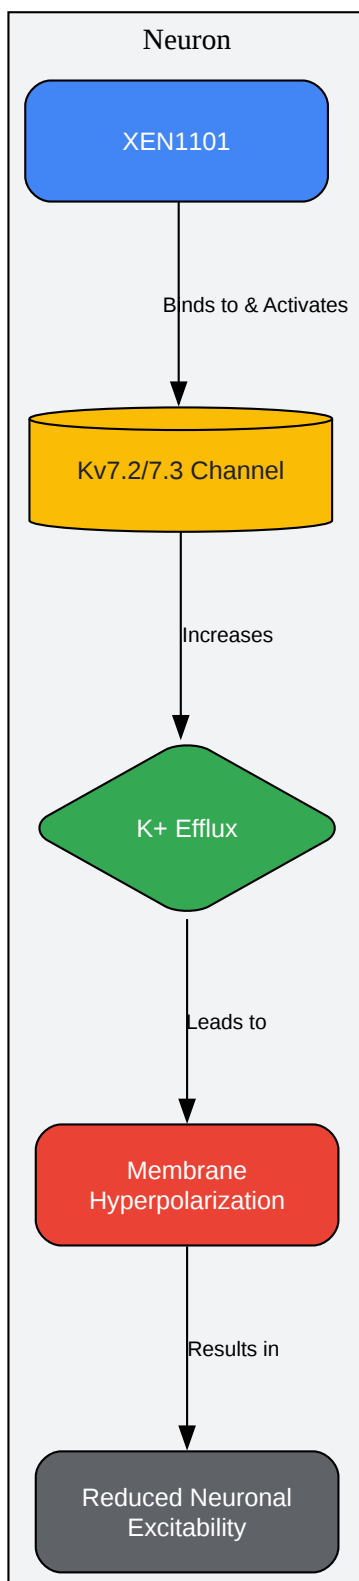 Neuron
XEN1101
Binds to & Activates
Kv7.2/7.3 Channel
Increases
K+ Efflux
Leads to
Membrane
Hyperpolarization
Results in
Reduced Neuronal
Excitability